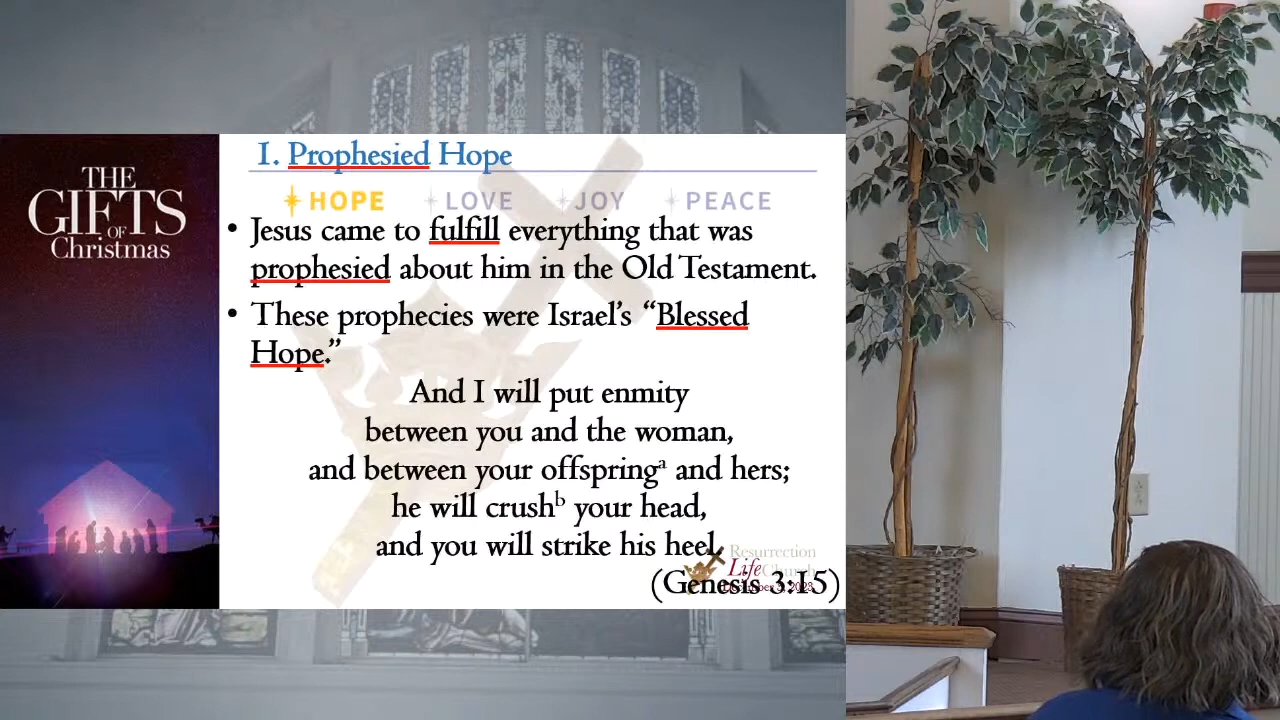 THE
GIFTS
OF
Christmas
1. Prophesied Hope
HOPE LOVE JOY PEACE
• Jesus came to fulfill everything that was
prophesied about him in the Old Testament.
• These prophecies were Israel's “Blessed
Hope.”
And I will put enmity
between you and the woman,
and between your offspringᵃ and hers;
he will crushᵇ your head,
and you will strike his heel.
Resurrection
Life Church
(Genesis 3:15)